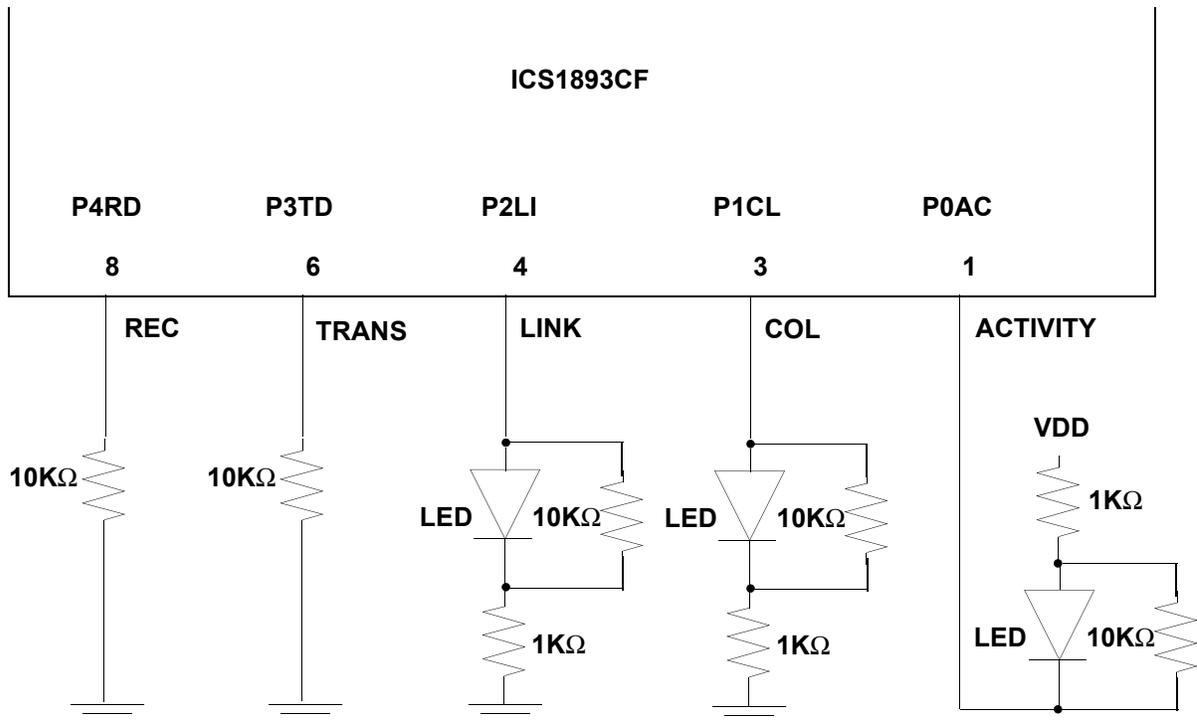 ICS1893CF
P4RD P3TD P2LI P1CL P0AC
8 6 4 3 1
REC TRANS LINK COL ACTIVITY
VDD
10KΩ 10KΩ 1KΩ
LED 10KΩ LED 10KΩ
1KΩ 1KΩ LED 10KΩ